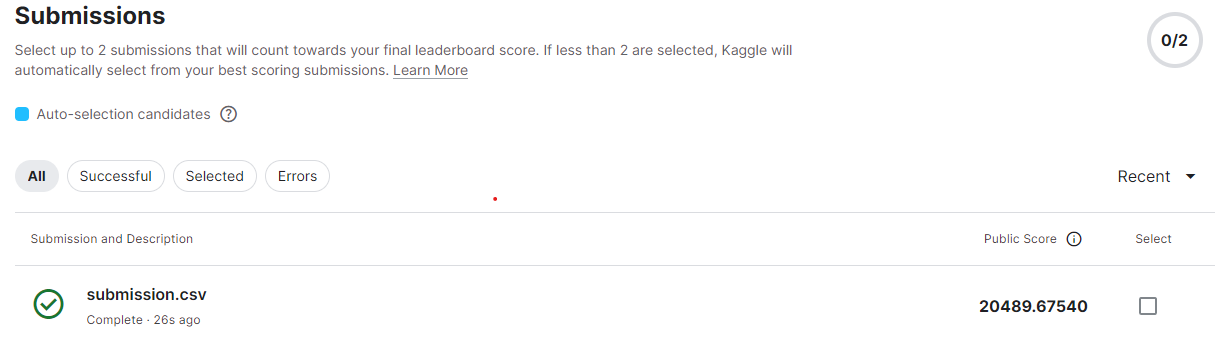 Submissions
Select up to 2 submissions that will count towards your final leaderboard score. If less than 2 are selected, Kaggle will
automatically select from your best scoring submissions. Learn More
0/2
Auto-selection candidates ?
All Successful Selected Errors Recent
Submission and Description Public Score i Select
submission.csv
Complete · 26s ago
20489.67540